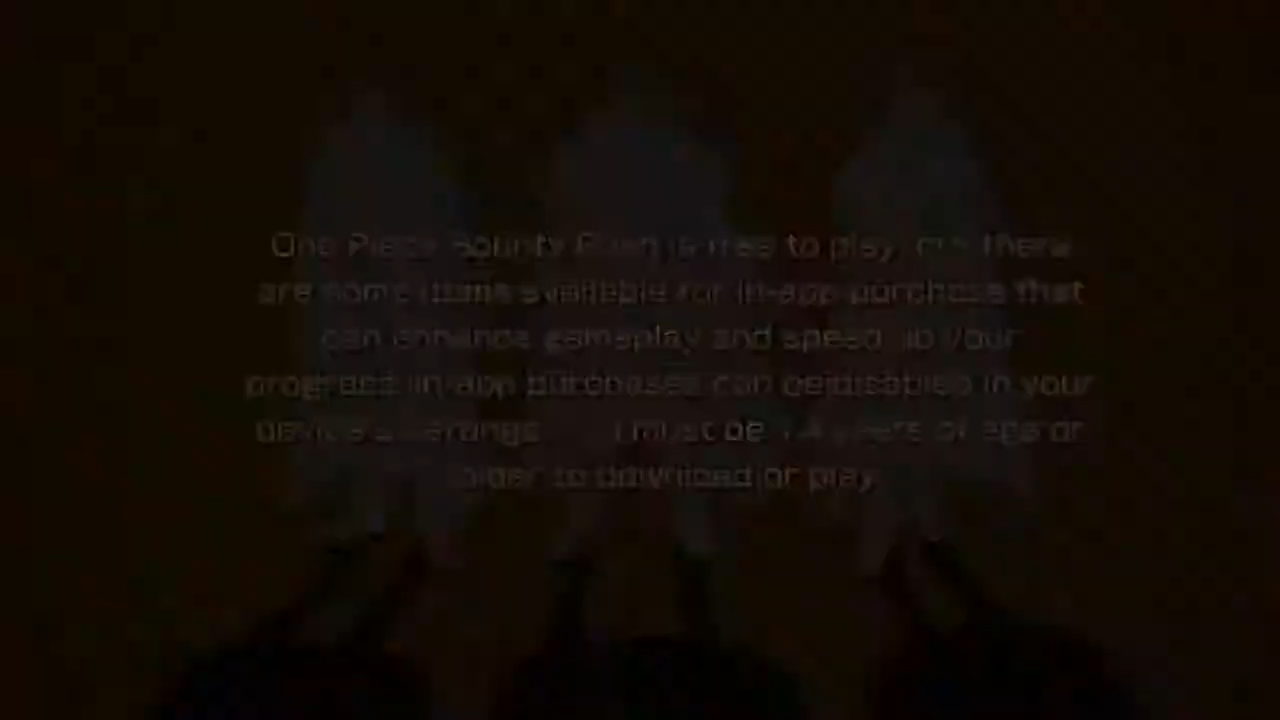 One Piece Bounty Rush is free to play, but there
are some items available for in-app purchase that
can enhance gameplay and speed up your
progress. In-app purchases can be disabled in your
device's settings. must be years of age or
older to download or play.